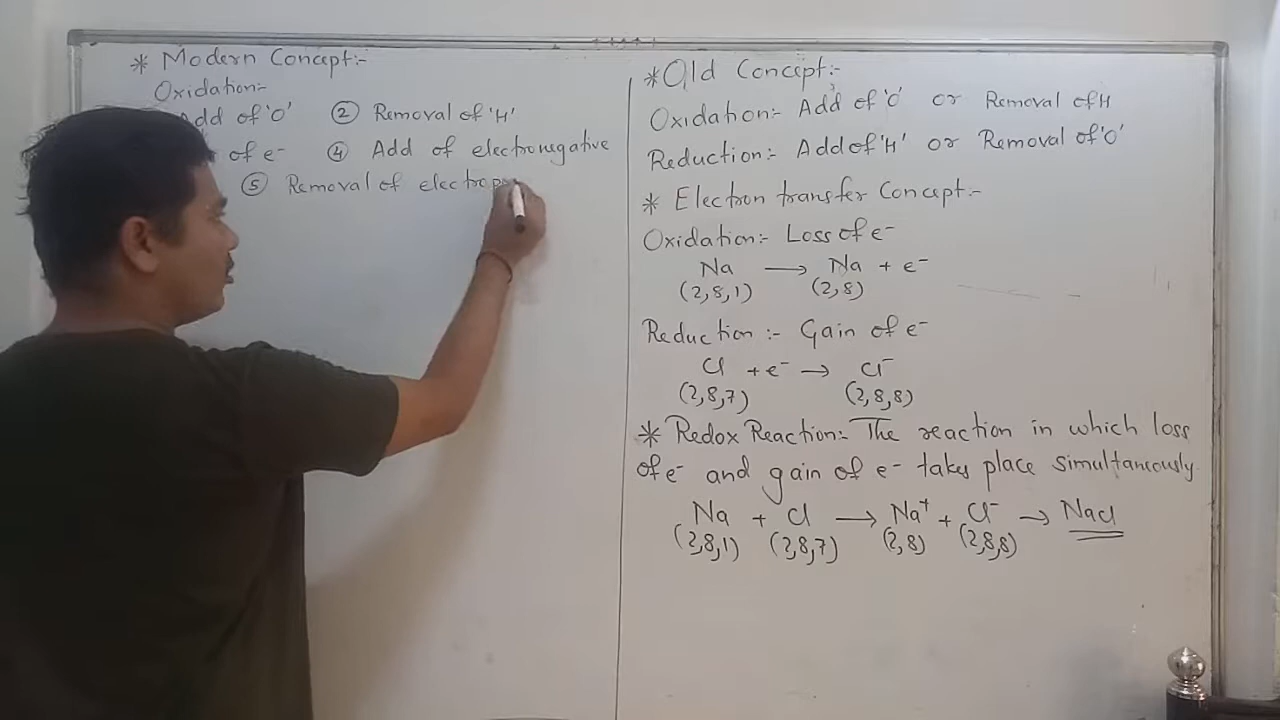 * Modern Concept:-
Oxidation:-
Add of 'O' ② Removal of 'H'
of e- ④ Add of electronegative
⑤ Removal of electrop
*Old Concept:-
Oxidation:- Add of 'O' or Removal of H
Reduction:- Add of 'H' or Removal of 'O'
* Electron transfer Concept:-
Oxidation:- Loss of e-
Na → Na + e-
(2,8,1) (2,8)
Reduction :- Gain of e-
Cl + e- → Cl-
(2,8,7) (2,8,8)
* Redox Reaction:- The reaction in which loss
of e- and gain of e- takes place simultaneously.
Na + Cl → Na+ + Cl- → NaCl
(2,8,1) (2,8,7) (2,8) (2,8,8)